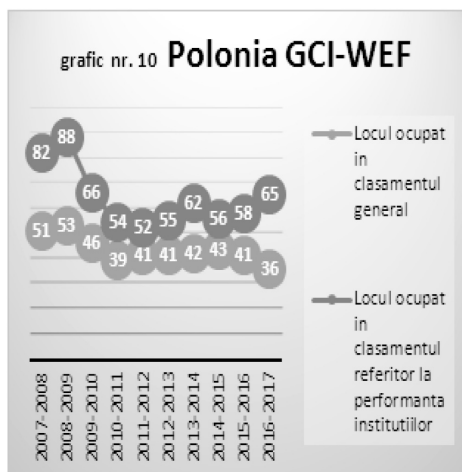 grafic nr. 10 Polonia GCI-WEF
82 88 66 54 52 55 62 56 58 65
51 53 46 39 41 41 42 43 41 36
2007-2008 2008-2009 2009-2010 2010-2011 2011-2012 2012-2013 2013-2014 2014-2015 2015-2016 2016-2017
Locul ocupat
in
clasamentul
general
Locul ocupat
in
clasamentul
referitor la
performanta
institutiilor